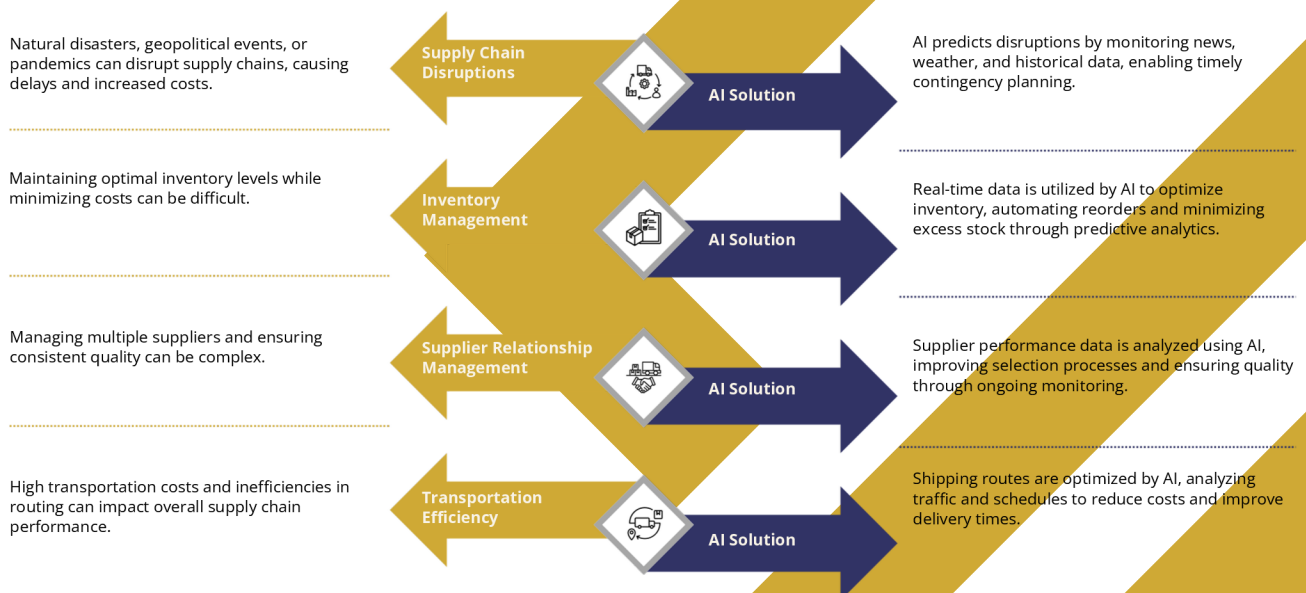 Natural disasters, geopolitical events, or
pandemics can disrupt supply chains, causing
delays and increased costs.
Supply Chain
Disruptions
AI Solution
AI predicts disruptions by monitoring news,
weather, and historical data, enabling timely
contingency planning.
Maintaining optimal inventory levels while
minimizing costs can be difficult.
Inventory
Management
AI Solution
Real-time data is utilized by AI to optimize
inventory, automating reorders and minimizing
excess stock through predictive analytics.
Managing multiple suppliers and ensuring
consistent quality can be complex.
Supplier Relationship
Management
AI Solution
Supplier performance data is analyzed using AI,
improving selection processes and ensuring quality
through ongoing monitoring.
High transportation costs and inefficiencies in
routing can impact overall supply chain
performance.
Transportation
Efficiency
AI Solution
Shipping routes are optimized by AI, analyzing
traffic and schedules to reduce costs and improve
delivery times.